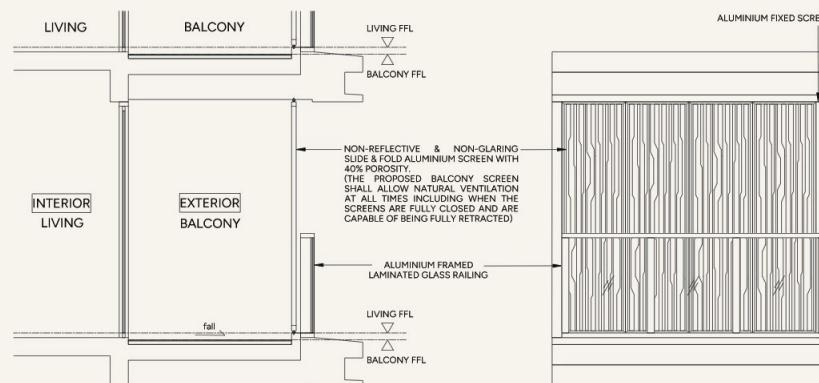 LIVING
BALCONY
LIVING FFL
BALCONY FFL
ALUMINIUM FIXED SCRE
NON-REFLECTIVE & NON-GLARING
SLIDE & FOLD ALUMINIUM SCREEN WITH
40% POROSITY.
(THE PROPOSED BALCONY SCREEN
SHALL ALLOW NATURAL VENTILATION
AT ALL TIMES INCLUDING WHEN THE
SCREENS ARE FULLY CLOSED AND ARE
CAPABLE OF BEING FULLY RETRACTED)
INTERIOR
LIVING
EXTERIOR
BALCONY
ALUMINIUM FRAMED
LAMINATED GLASS RAILING
fall
LIVING FFL
BALCONY FFL